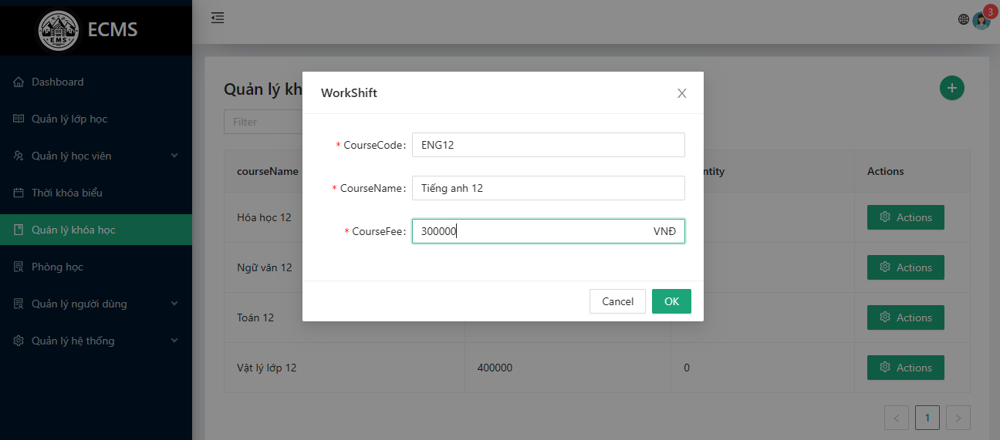 EMS
ECMS
3
Dashboard
Quản lý lớp học
Quản lý học viên
Thời khóa biểu
Quán lý khóa học
Phòng học
Quản lý người dùng
Quản lý hệ thống
Quản lý kh
Filter
WorkShift
* CourseCode: ENG12
* CourseName: Tiếng anh 12
* CourseFee: 300000 VNĐ
Cancel OK
courseName ntity Actions
Hóa học 12 Actions
Ngữ văn 12 Actions
Toán 12 Actions
Vật lý lớp 12 400000 0 Actions
< 1 >